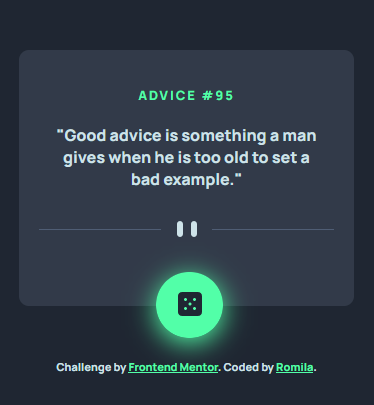 ADVICE #95
"Good advice is something a man
gives when he is too old to set a
bad example."
Challenge by Frontend Mentor. Coded by Romila.